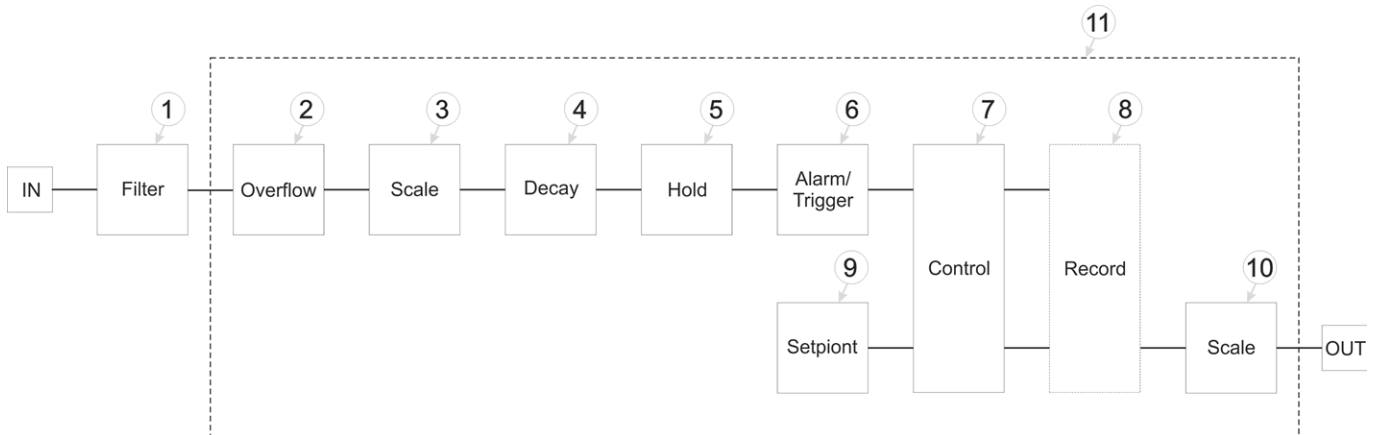 11
1
2
3
4
5
6
7
8
IN
Filter
Overflow
Scale
Decay
Hold
Alarm/
Trigger
Control
Record
9
10
Setpiont
Scale
OUT